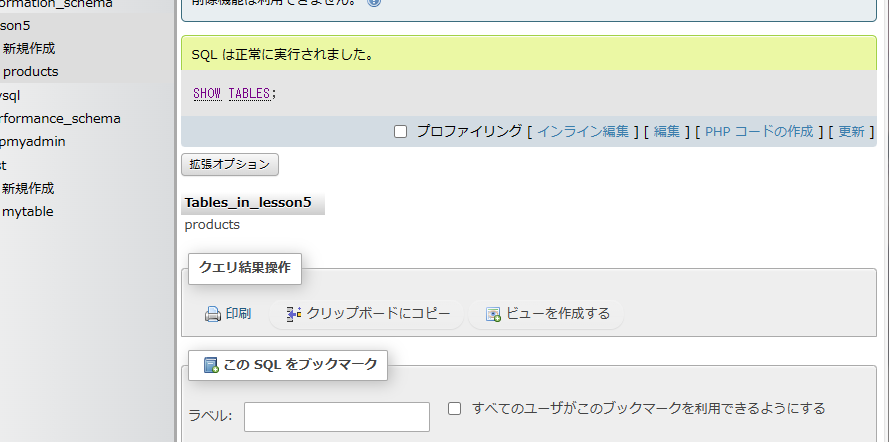 ormation_schema
son5
新規作成
products
sql
rformance_schema
pmyadmin
st
新規作成
mytable
削除機能は利用できません。
SQL は正常に実行されました。
SHOW TABLES;
プロファイリング [ インライン編集 ] [ 編集 ] [ PHP コードの作成 ] [ 更新 ]
拡張オプション
Tables_in_lesson5
products
クエリ結果操作
印刷 クリップボードにコピー ビューを作成する
この SQL をブックマーク
ラベル: すべてのユーザがこのブックマークを利用できるようにする